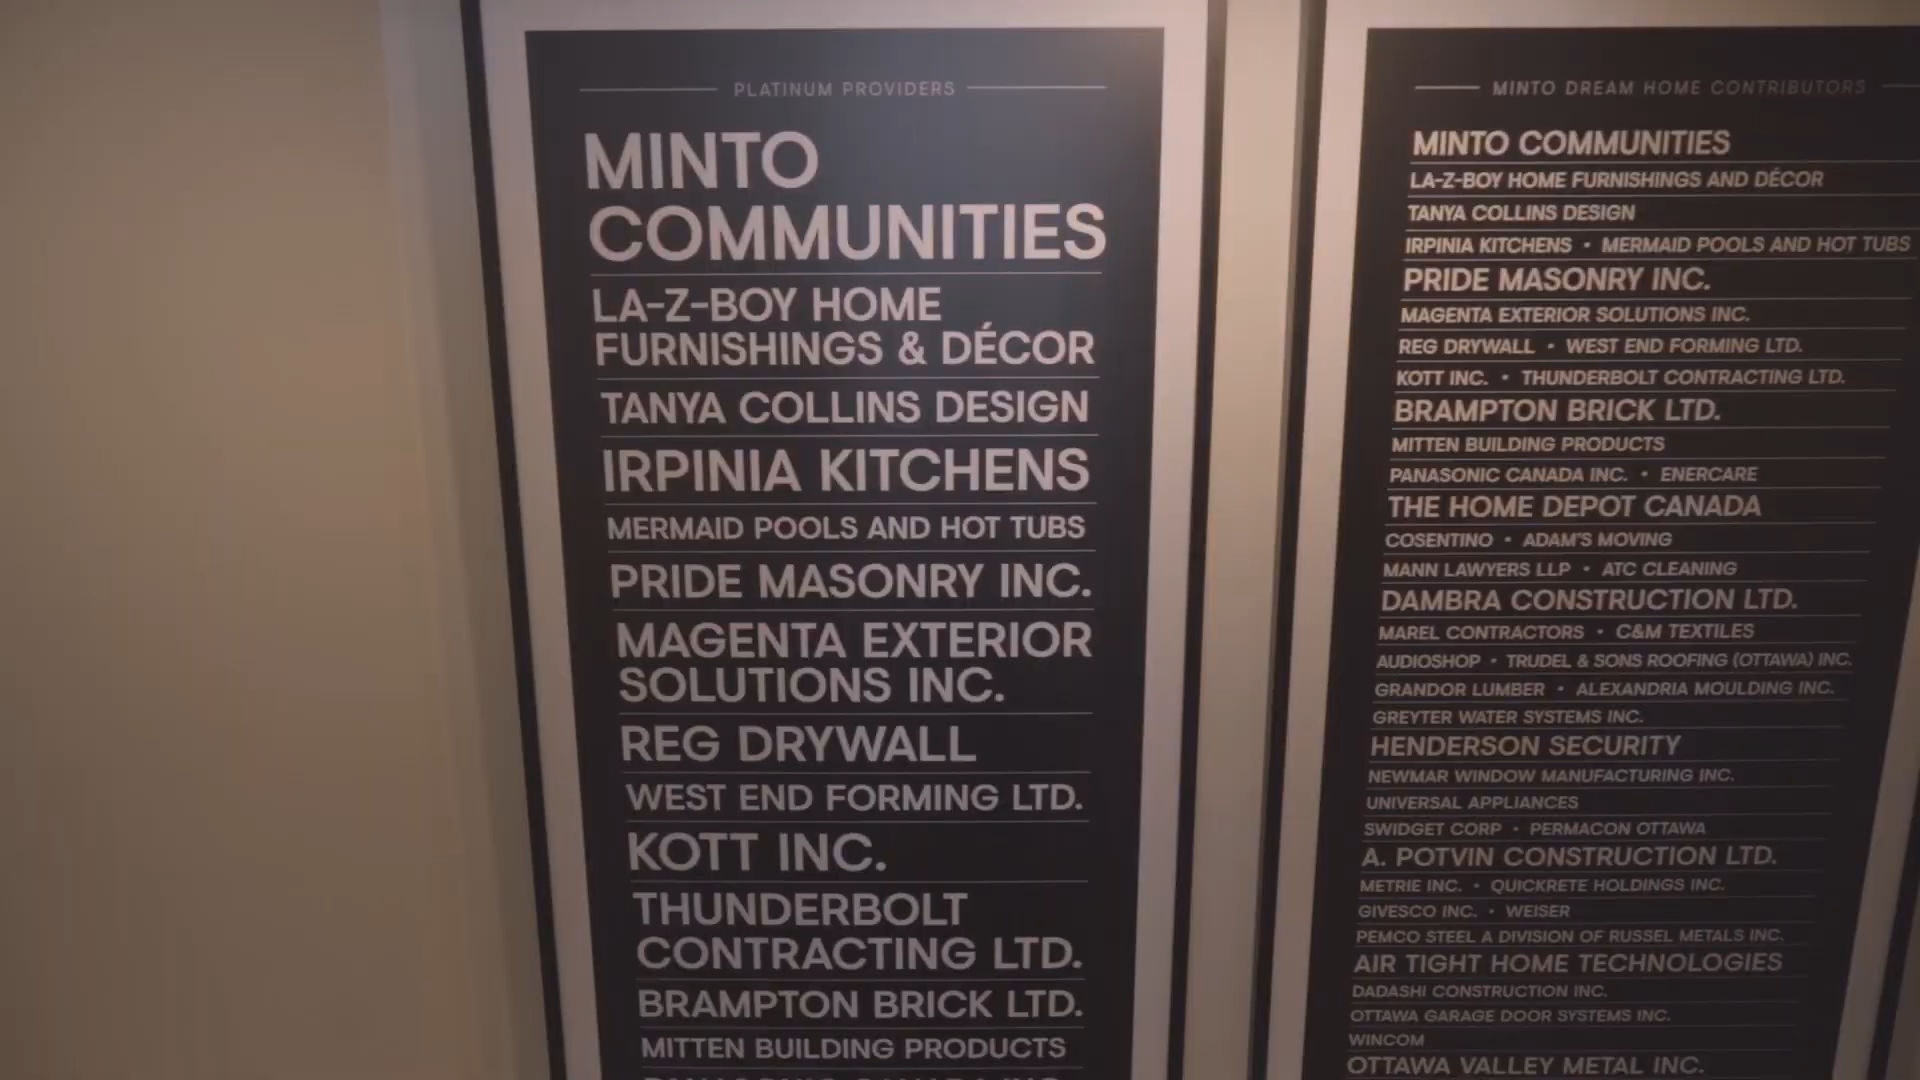 PLATINUM PROVIDERS
MINTO
COMMUNITIES
LA-Z-BOY HOME
FURNISHINGS & DÉCOR
TANYA COLLINS DESIGN
IRPINIA KITCHENS
MERMAID POOLS AND HOT TUBS
PRIDE MASONRY INC.
MAGENTA EXTERIOR
SOLUTIONS INC.
REG DRYWALL
WEST END FORMING LTD.
KOTT INC.
THUNDERBOLT
CONTRACTING LTD.
BRAMPTON BRICK LTD.
MITTEN BUILDING PRODUCTS
MINTO DREAM HOME CONTRIBUTORS
MINTO COMMUNITIES
LA-Z-BOY HOME FURNISHINGS AND DÉCOR
TANYA COLLINS DESIGN
IRPINIA KITCHENS • MERMAID POOLS AND HOT TUBS
PRIDE MASONRY INC.
MAGENTA EXTERIOR SOLUTIONS INC.
REG DRYWALL • WEST END FORMING LTD.
KOTT INC. • THUNDERBOLT CONTRACTING LTD.
BRAMPTON BRICK LTD.
MITTEN BUILDING PRODUCTS
PANASONIC CANADA INC. • ENERCARE
THE HOME DEPOT CANADA
COSENTINO • ADAM'S MOVING
MANN LAWYERS LLP • ATC CLEANING
DAMBRA CONSTRUCTION LTD.
MAREL CONTRACTORS • C&M TEXTILES
AUDIOSHOP • TRUDEL & SONS ROOFING (OTTAWA) INC.
GRANDOR LUMBER • ALEXANDRIA MOULDING INC.
GREYTER WATER SYSTEMS INC.
HENDERSON SECURITY
NEWMAR WINDOW MANUFACTURING INC.
UNIVERSAL APPLIANCES
SWIDGET CORP • PERMACON OTTAWA
A. POTVIN CONSTRUCTION LTD.
METRIE INC. • QUICKRETE HOLDINGS INC.
GIVESCO INC. • WEISER
PEMCO STEEL A DIVISION OF RUSSEL METALS INC.
AIR TIGHT HOME TECHNOLOGIES
DADASHI CONSTRUCTION INC.
OTTAWA GARAGE DOOR SYSTEMS INC.
WINCOM
OTTAWA VALLEY METAL INC.